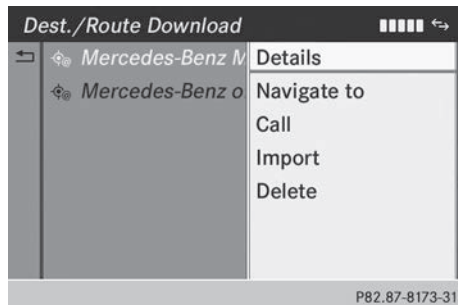 Dest./Route Download
Mercedes-Benz M
Mercedes-Benz o
Details
Navigate to
Call
Import
Delete
P82.87-8173-31